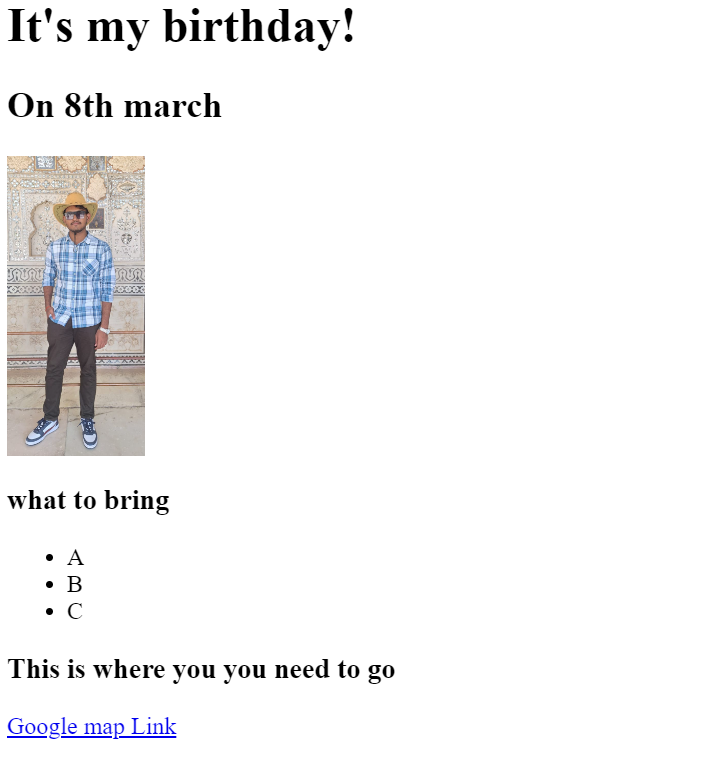 It's my birthday!
On 8th march
what to bring
A
B
C
This is where you you need to go
Google map Link